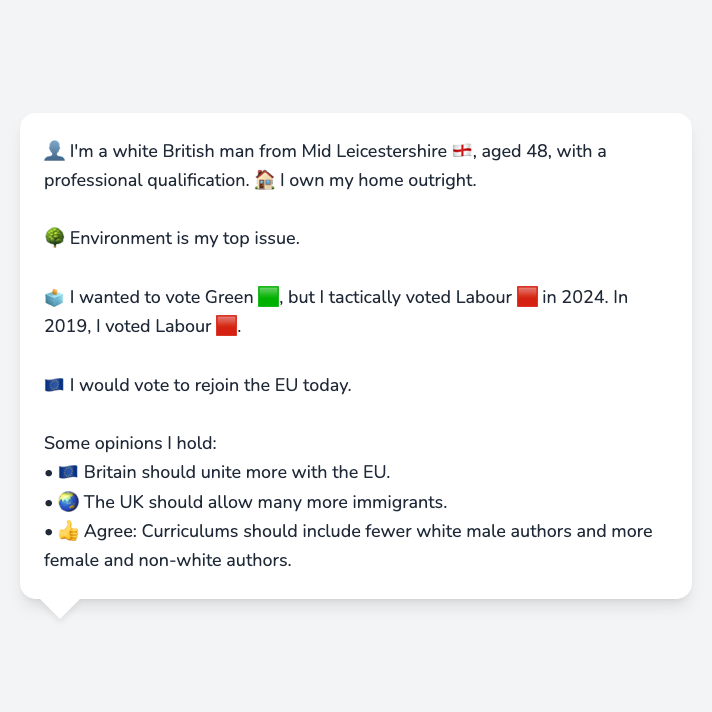 👤 I'm a white British man from Mid Leicestershire 🏴󠁧󠁢󠁥󠁮󠁧󠁿, aged 48, with a
professional qualification. 🏠 I own my home outright.
🌳 Environment is my top issue.
🗳️ I wanted to vote Green 🟩, but I tactically voted Labour 🟥 in 2024. In
2019, I voted Labour 🟥.
🇪🇺 I would vote to rejoin the EU today.
Some opinions I hold:
• 🇪🇺 Britain should unite more with the EU.
• 🌏 The UK should allow many more immigrants.
• 👍 Agree: Curriculums should include fewer white male authors and more
female and non-white authors.